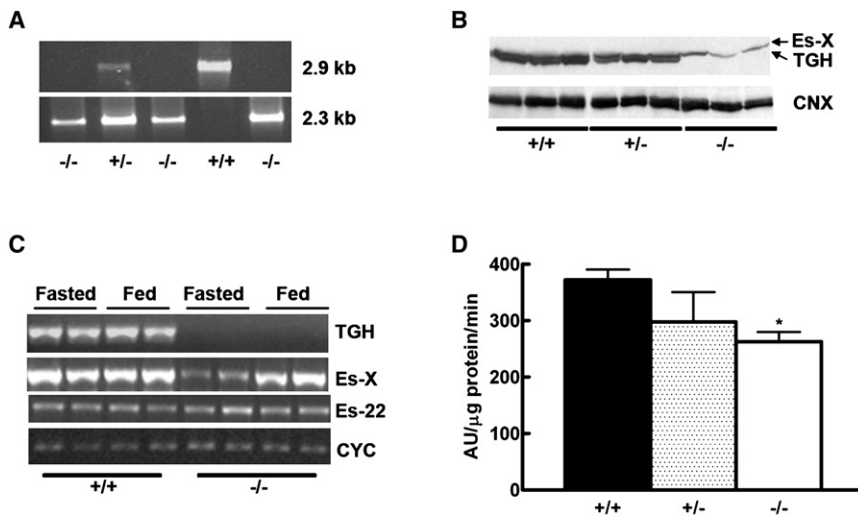 A
2.9 kb
2.3 kb
-/- +/- -/- +/+ -/-
B
Es-X
TGH
CNX
+/+ +/- -/-
C
Fasted Fed Fasted Fed
TGH
Es-X
Es-22
CYC
+/+ -/-
D
AU/µg protein/min
400
300
200
100
0
*
+/+ +/- -/-